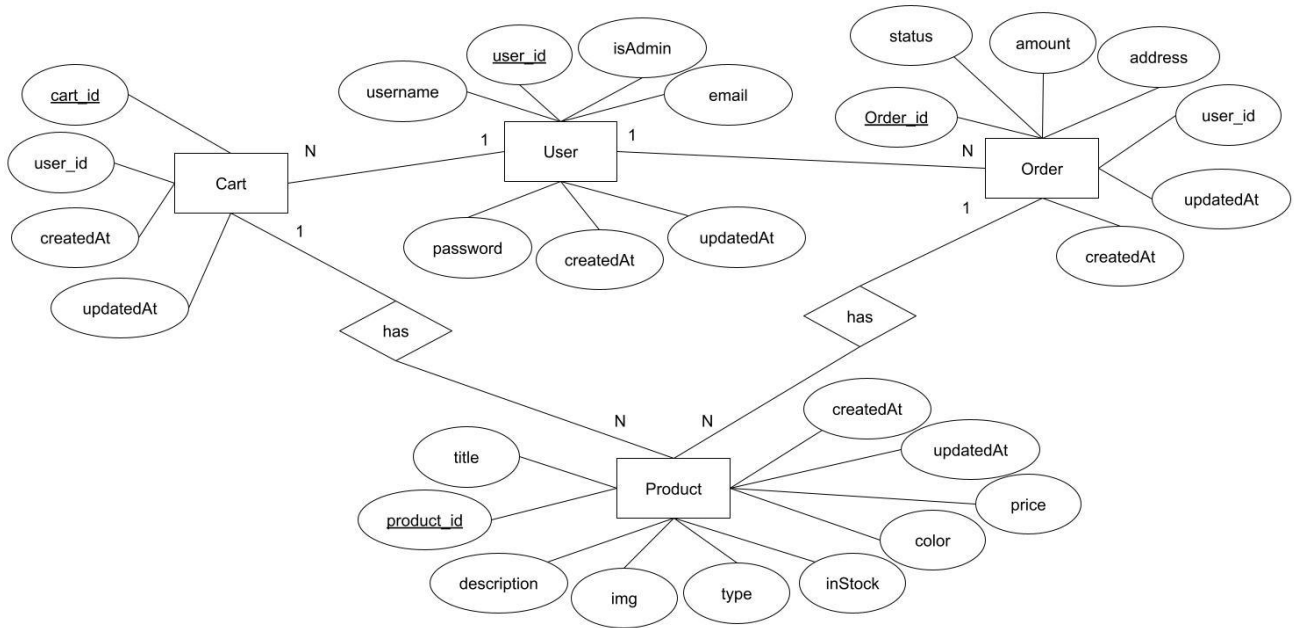 status
amount
address
user_id
isAdmin
cart_id
username
email
Order_id
user_id
user_id
Cart
N
1
User
1
N
Order
createdAt
updatedAt
password
createdAt
updatedAt
1
1
updatedAt
createdAt
has
has
N
N
createdAt
title
updatedAt
Product
product_id
price
color
description
img
type
inStock